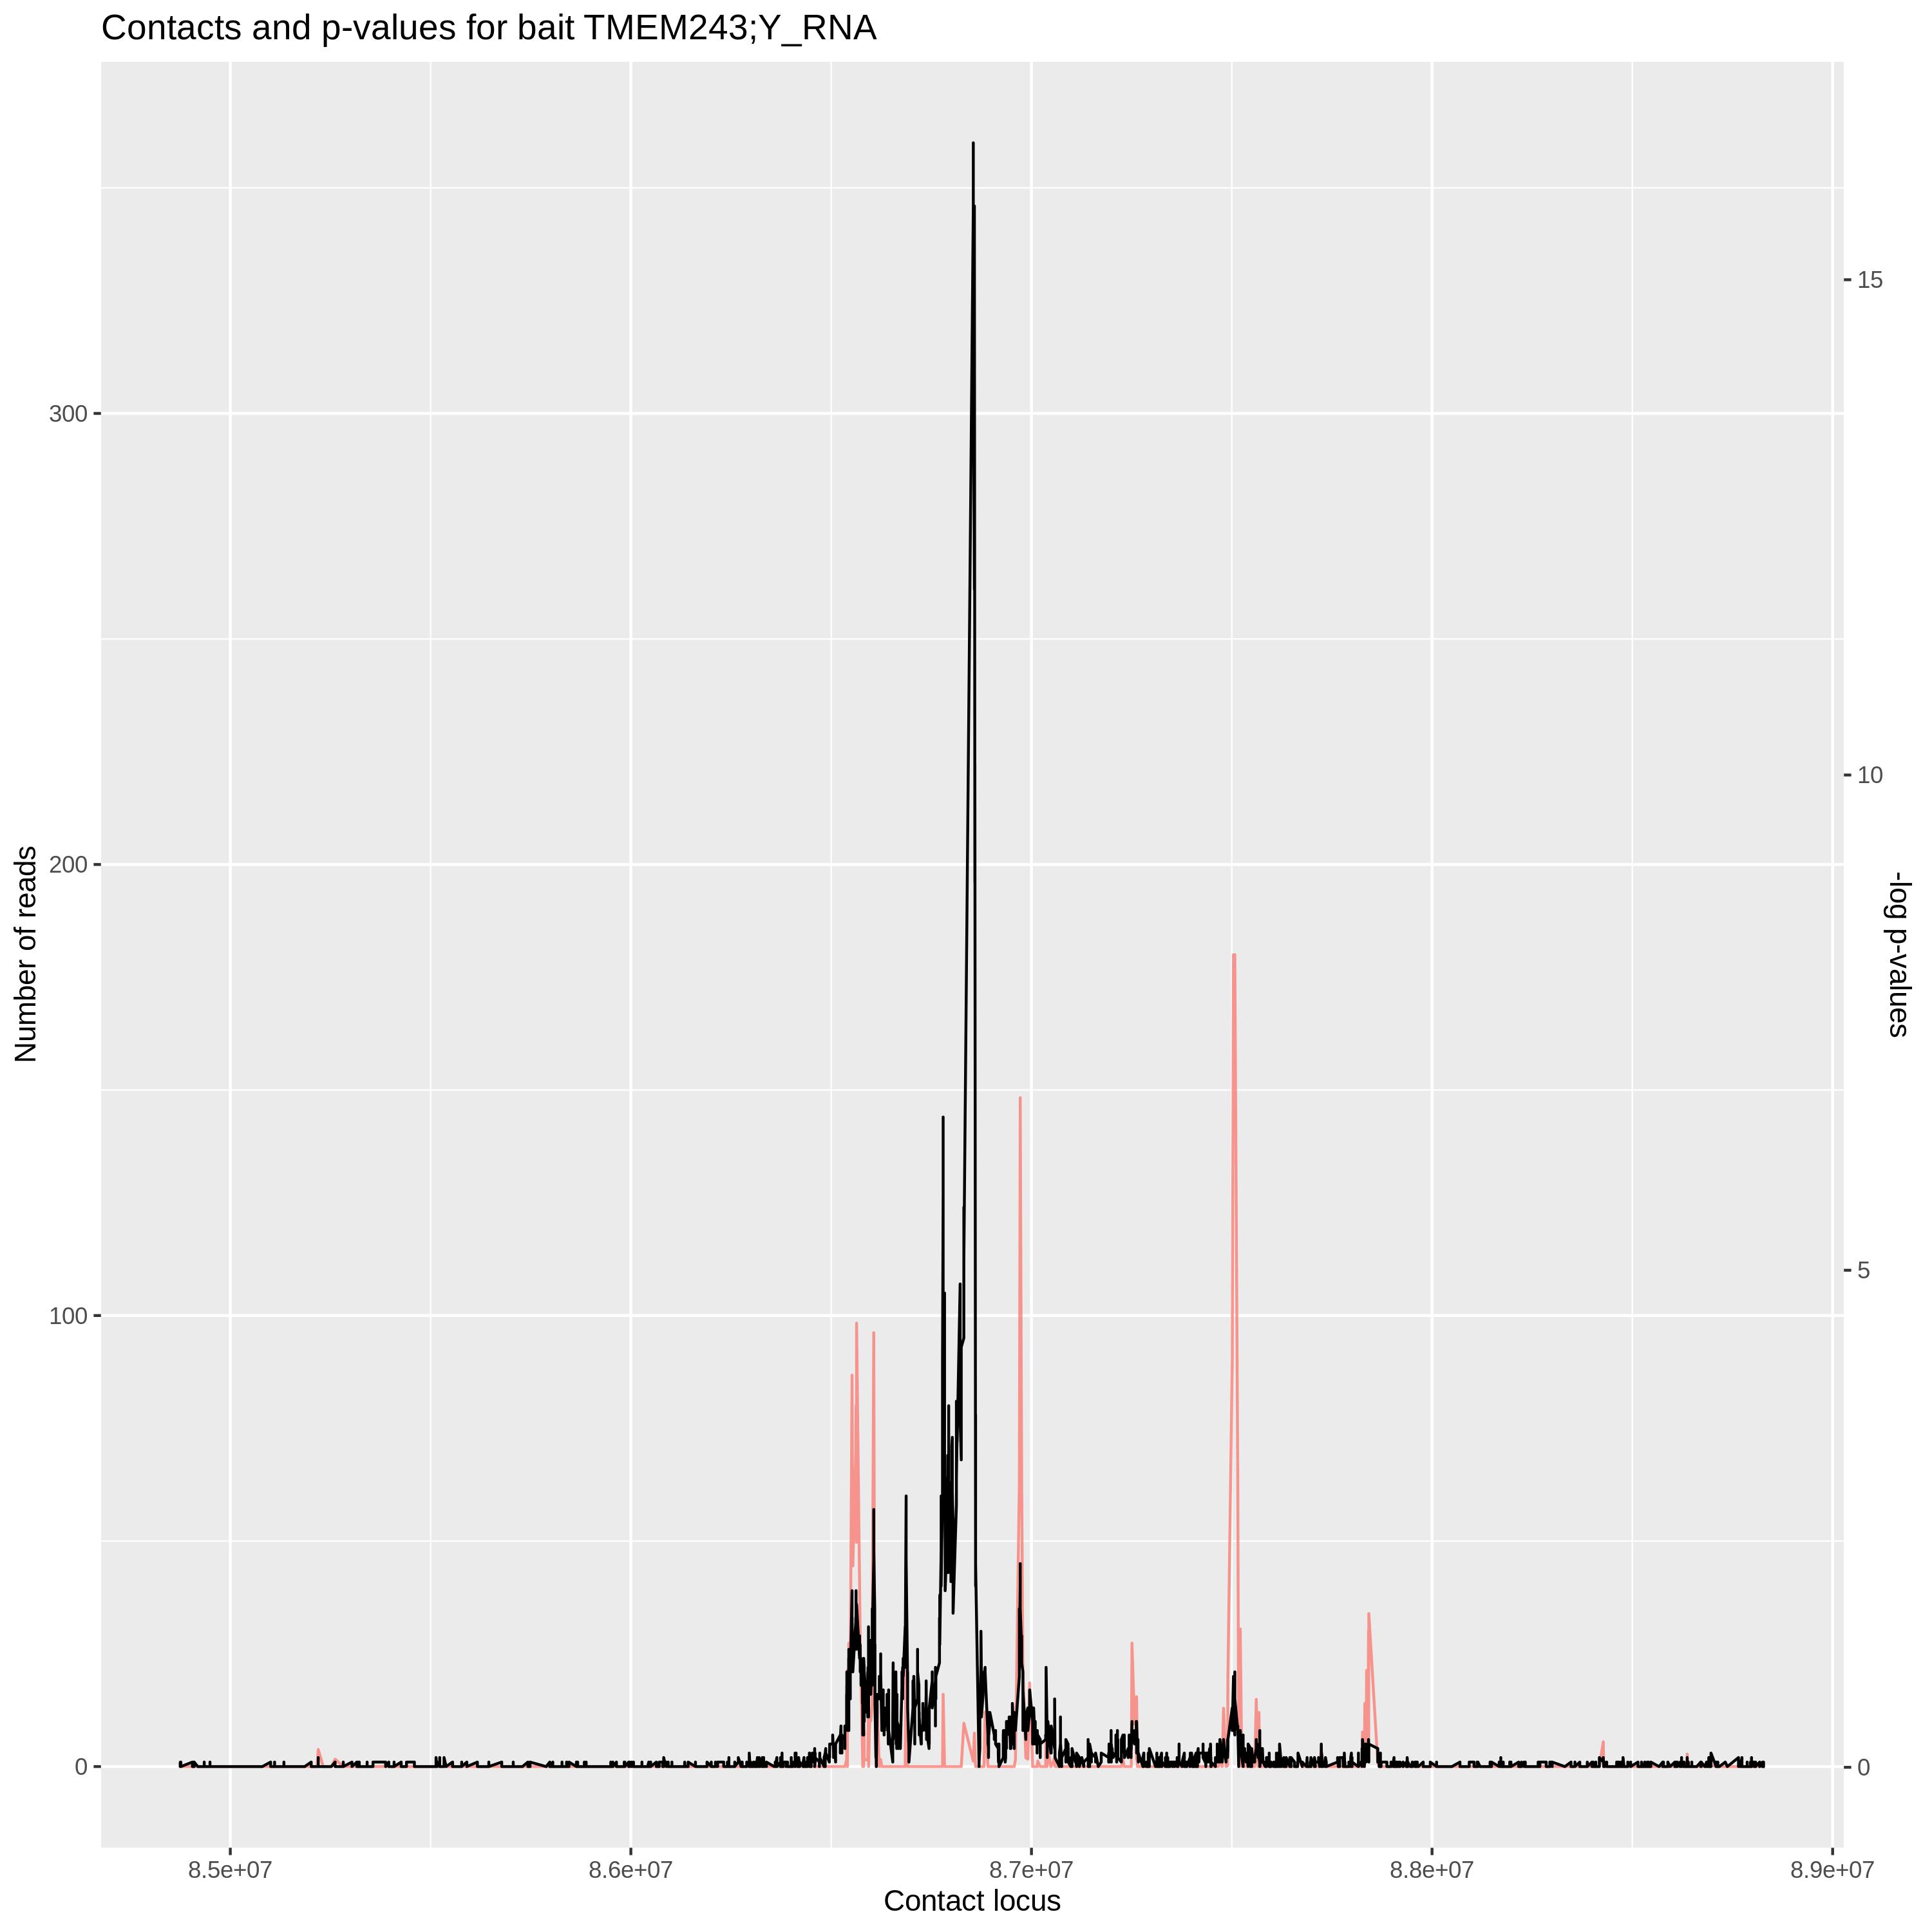 Contacts and p-values for bait TMEM243;Y_RNA
300
200
100
0
Number of reads
15
10
5
0
-log p-values
8.5e+07
8.6e+07
8.7e+07
8.8e+07
8.9e+07
Contact locus